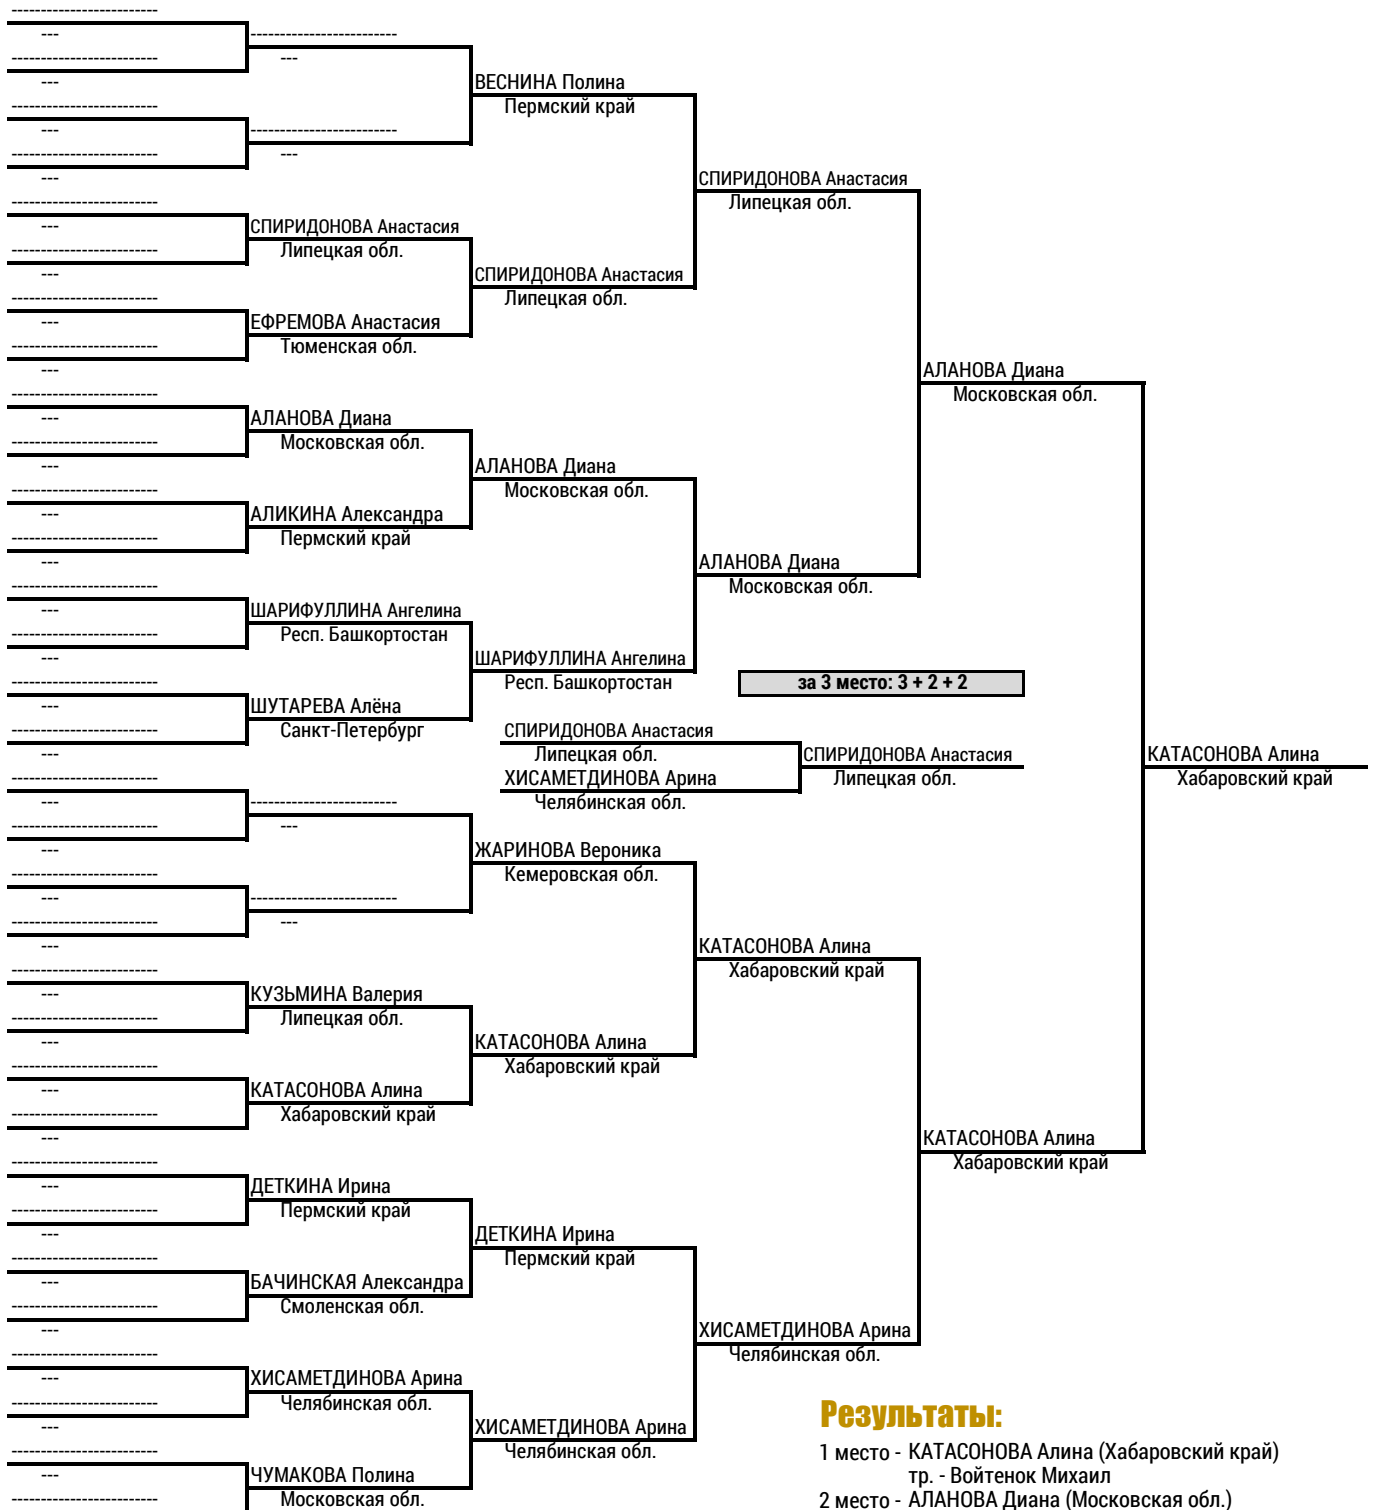 -------------------------
---
-------------------------
-------------------------
---
---
ВЕСНИНА Полина
-------------------------
Пермский край
---
-------------------------
-------------------------
---
---
СПИРИДОНОВА Анастасия
-------------------------
Липецкая обл.
---
СПИРИДОНОВА Анастасия
-------------------------
Липецкая обл.
---
СПИРИДОНОВА Анастасия
-------------------------
Липецкая обл.
---
ЕФРЕМОВА Анастасия
-------------------------
Тюменская обл.
---
АЛАНОВА Диана
-------------------------
Московская обл.
---
АЛАНОВА Диана
-------------------------
Московская обл.
---
АЛАНОВА Диана
-------------------------
Московская обл.
---
АЛИКИНА Александра
-------------------------
Пермский край
---
АЛАНОВА Диана
-------------------------
Московская обл.
---
ШАРИФУЛЛИНА Ангелина
-------------------------
Респ. Башкортостан
---
ШАРИФУЛЛИНА Ангелина
-------------------------
Респ. Башкортостан
за 3 место: 3 + 2 + 2
---
ШУТАРЕВА Алёна
-------------------------
Санкт-Петербург
СПИРИДОНОВА Анастасия
---
Липецкая обл.
СПИРИДОНОВА Анастасия
КАТАСОНОВА Алина
-------------------------
ХИСАМЕТДИНОВА Арина
Липецкая обл.
Хабаровский край
---
-------------------------
Челябинская обл.
-------------------------
---
---
ЖАРИНОВА Вероника
-------------------------
Кемеровская обл.
---
-------------------------
-------------------------
---
---
КАТАСОНОВА Алина
-------------------------
Хабаровский край
---
КУЗЬМИНА Валерия
-------------------------
Липецкая обл.
---
КАТАСОНОВА Алина
-------------------------
Хабаровский край
---
КАТАСОНОВА Алина
-------------------------
Хабаровский край
---
КАТАСОНОВА Алина
-------------------------
Хабаровский край
---
ДЕТКИНА Ирина
-------------------------
Пермский край
---
ДЕТКИНА Ирина
-------------------------
Пермский край
---
БАЧИНСКАЯ Александра
-------------------------
Смоленская обл.
---
ХИСАМЕТДИНОВА Арина
-------------------------
Челябинская обл.
---
ХИСАМЕТДИНОВА Арина
-------------------------
Челябинская обл.
---
ХИСАМЕТДИНОВА Арина
-------------------------
Челябинская обл.
---
ЧУМАКОВА Полина
-------------------------
Московская обл.
Результаты:
1 место - КАТАСОНОВА Алина (Хабаровский край)
тр. - Войтенок Михаил
2 место - АЛАНОВА Диана (Московская обл.)